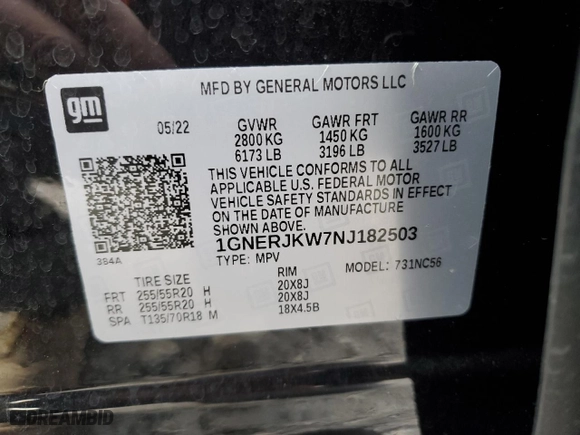 gm
MFD BY GENERAL MOTORS LLC
05/22 GVWR GAWR FRT GAWR RR
2800 KG 1450 KG 1600 KG
6173 LB 3196 LB 3527 LB
THIS VEHICLE CONFORMS TO ALL
APPLICABLE U.S. FEDERAL MOTOR
VEHICLE SAFETY STANDARDS IN EFFECT
ON THE DATE OF MANUFACTURE
SHOWN ABOVE.
1GNERJKW7NJ182503
384A
TYPE: MPV MODEL: 731NC56
TIRE SIZE RIM
FRT 255/55R20 H 20X8J
RR 255/55R20 H 20X8J
SPA T135/70R18 M 18X4.5B
DREAMBID